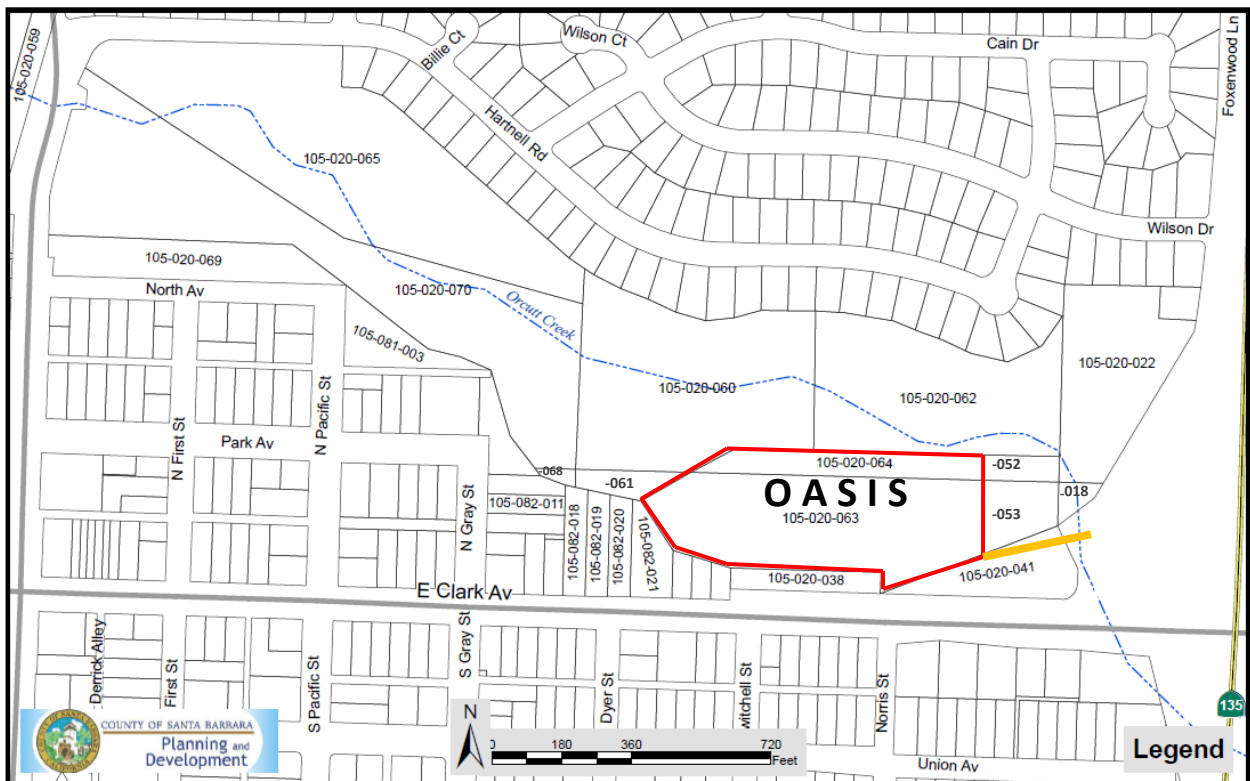 105-020-059
Billie Ct
Wilson Ct
Cain Dr
Foxenwood Ln
Hartnell Rd
105-020-065
Wilson Dr
105-020-069
North Av
105-020-070
Orcutt Creek
105-081-003
105-020-022
105-020-060
105-020-062
N First St
N Pacific St
Park Av
105-020-064
-052
-068
-061
OASIS
-018
105-082-011
N Gray St
105-082-018
105-082-019
105-082-020
105-082-021
105-020-063
-053
105-020-038
105-020-041
E Clark Av
Derrick Alley
First St
S Pacific St
S Gray St
Dyer St
Mitchell St
Norris St
135
COUNTY OF SANTA BARBARA
Planning and
Development
N
0 180 360 720
Feet
Union Av
Legend